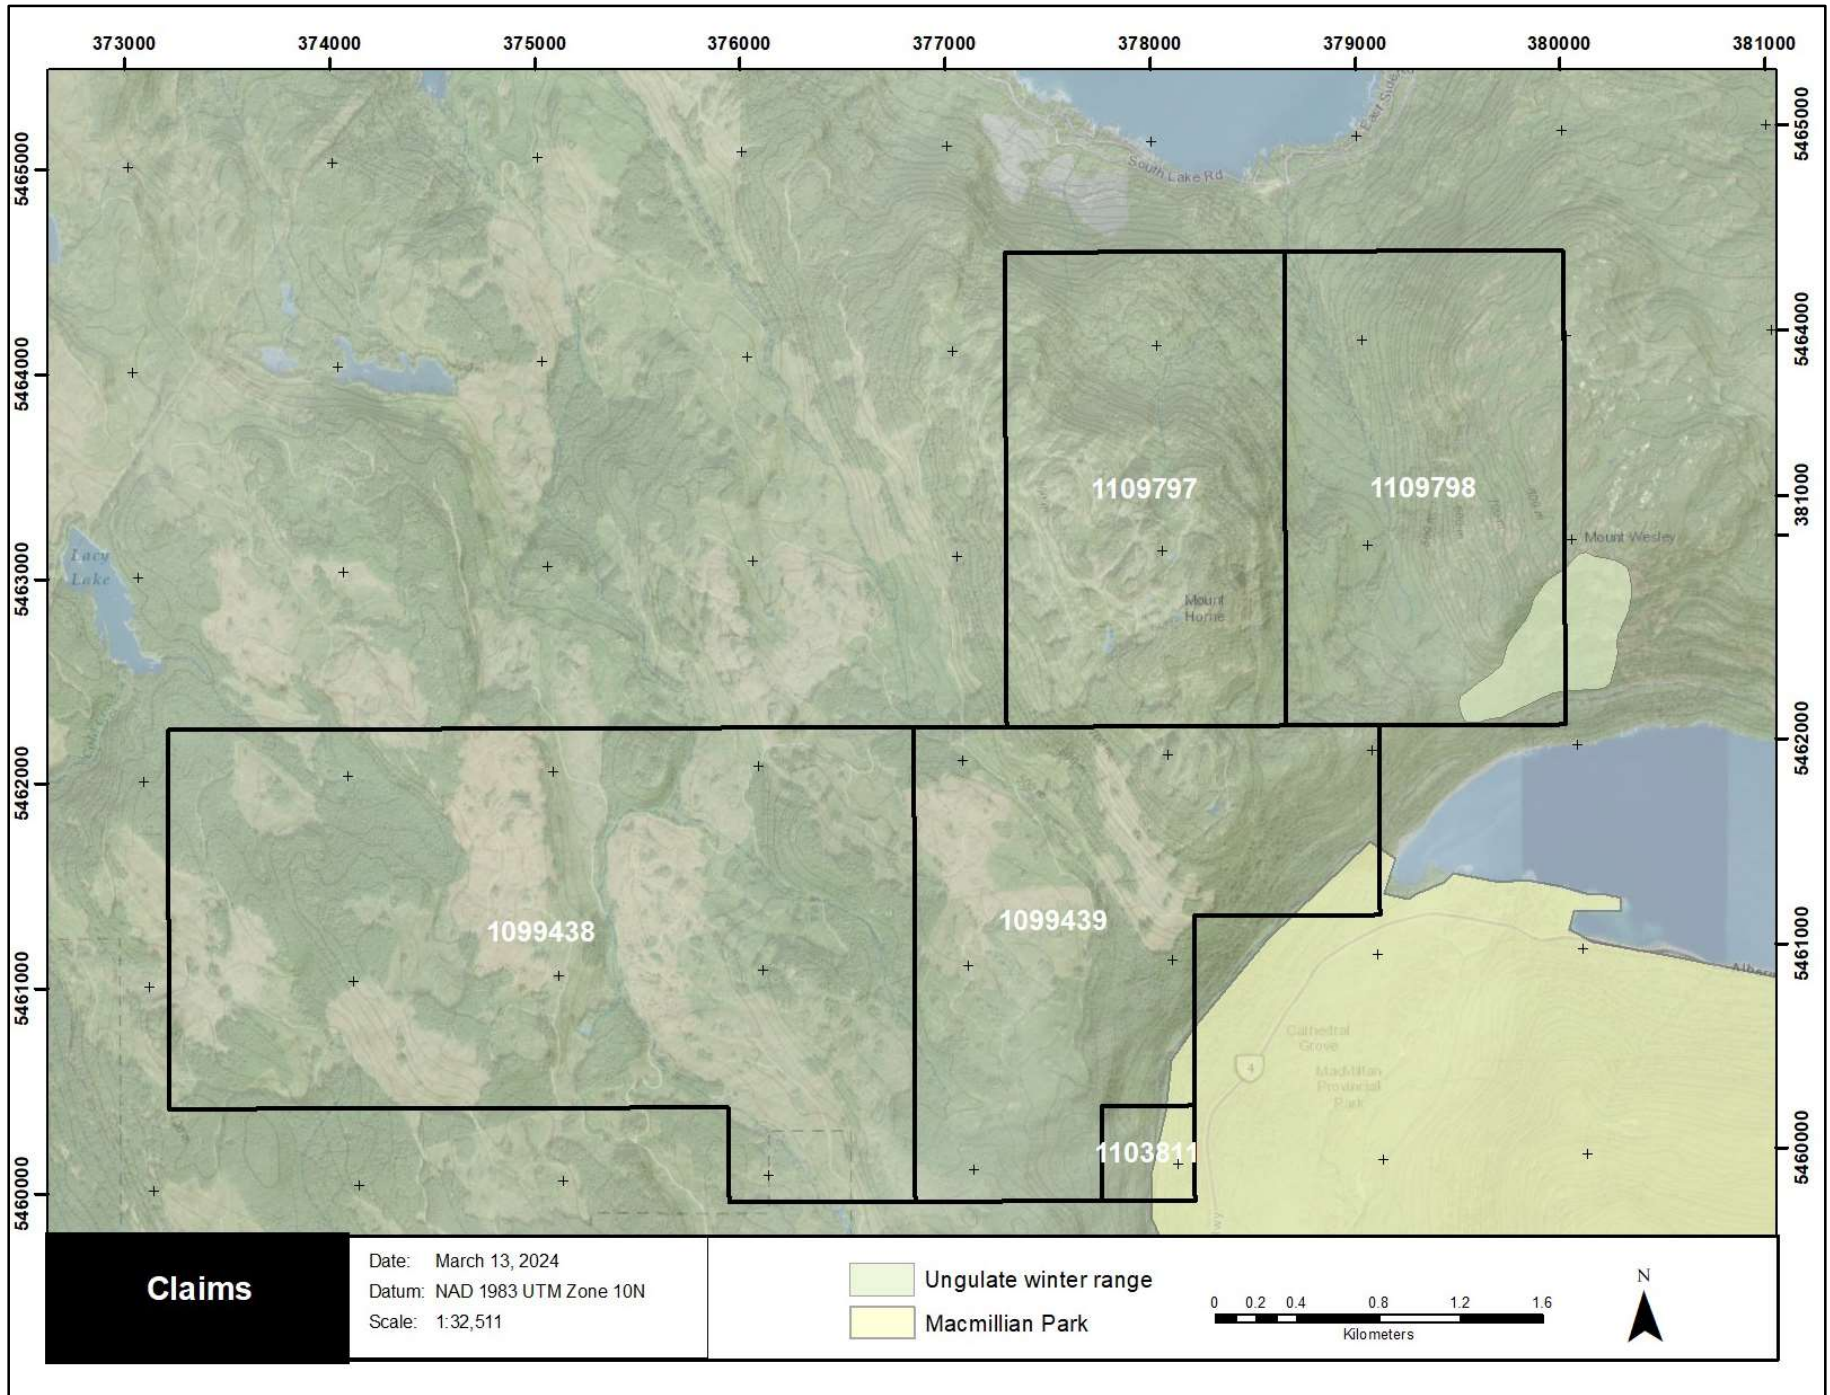 373000 374000 375000 376000 377000 378000 379000 380000 381000
5465000
5464000
5463000
5462000
5461000
5460000
5465000
5464000
381000
5462000
5461000
5460000
East Side
South Lake Rd
1109797
1109798
Mount Wesley
Lacy
Lake
Mount
Horne
1099438
1099439
Cathedral
Grove
4
MacMillan
Provincial
Park
1103811
Claims
Date: March 13, 2024
Datum: NAD 1983 UTM Zone 10N
Scale: 1:32,511
Ungulate winter range
Macmillian Park
0 0.2 0.4 0.8 1.2 1.6
Kilometers
N